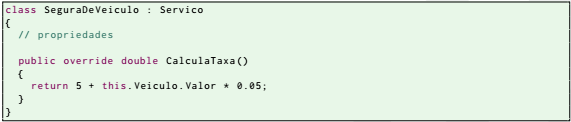 class SeguraDeVeiculo : Servico
{
  // propriedades

  public override double CalculaTaxa()
  {
    return 5 + this.Veiculo.Valor * 0.05;
  }
}